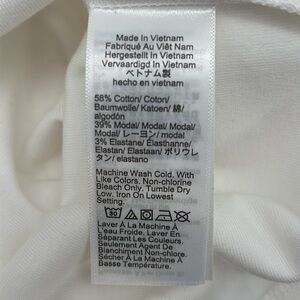 Made In Vietnam
Fabriqué Au Viêt Nam
Hergestellt In Vietnam
Vervaardigd In Vietnam
ベトナム製
hecho en vietnam
58% Cotton/ Coton/
Baumwolle/ Katoen/ 綿/
algodón
39% Modal/ Modal/ Modal/
Modal/ レーヨン/ modal
3% Elastane/ Élasthanne/
Elastan/ Elastaan/ ポリウレ
タン/ elastano
Machine Wash Cold, With
Like Colors. Non-chlorine
Bleach Only. Tumble Dry
Low. Iron On Lowest
Setting.
30
Laver À La Machine À
L'eau Froide, En
Séparant Les Couleurs.
Seulement Agent De
Blanchiment Non-chlore.
Sécher À La Machine À
Basse Température.